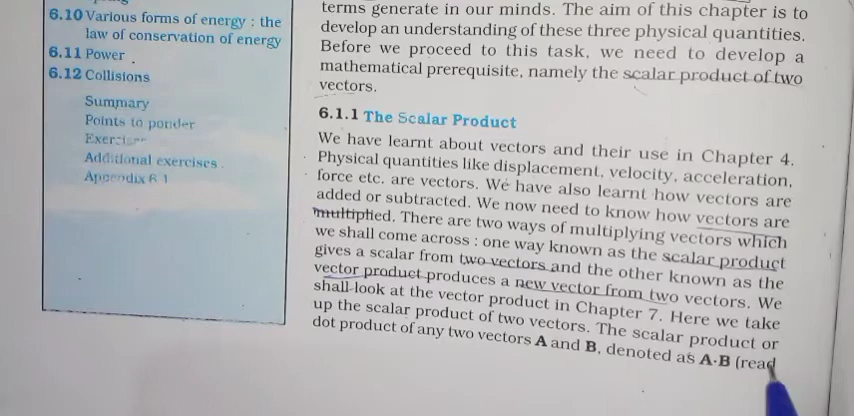 6.10 Various forms of energy : the
law of conservation of energy
6.11 Power
6.12 Collisions
Summary
Points to ponder
Exercises
Additional exercises
Appendix 6.1
terms generate in our minds. The aim of this chapter is to
develop an understanding of these three physical quantities.
Before we proceed to this task, we need to develop a
mathematical prerequisite, namely the scalar product of two
vectors.
6.1.1 The Scalar Product
We have learnt about vectors and their use in Chapter 4.
Physical quantities like displacement, velocity, acceleration,
force etc. are vectors. We have also learnt how vectors are
added or subtracted. We now need to know how vectors are
multiplied. There are two ways of multiplying vectors which
we shall come across : one way known as the scalar product
gives a scalar from two vectors and the other known as the
vector product produces a new vector from two vectors. We
shall look at the vector product in Chapter 7. Here we take
up the scalar product of two vectors. The scalar product or
dot product of any two vectors A and B, denoted as A·B (read